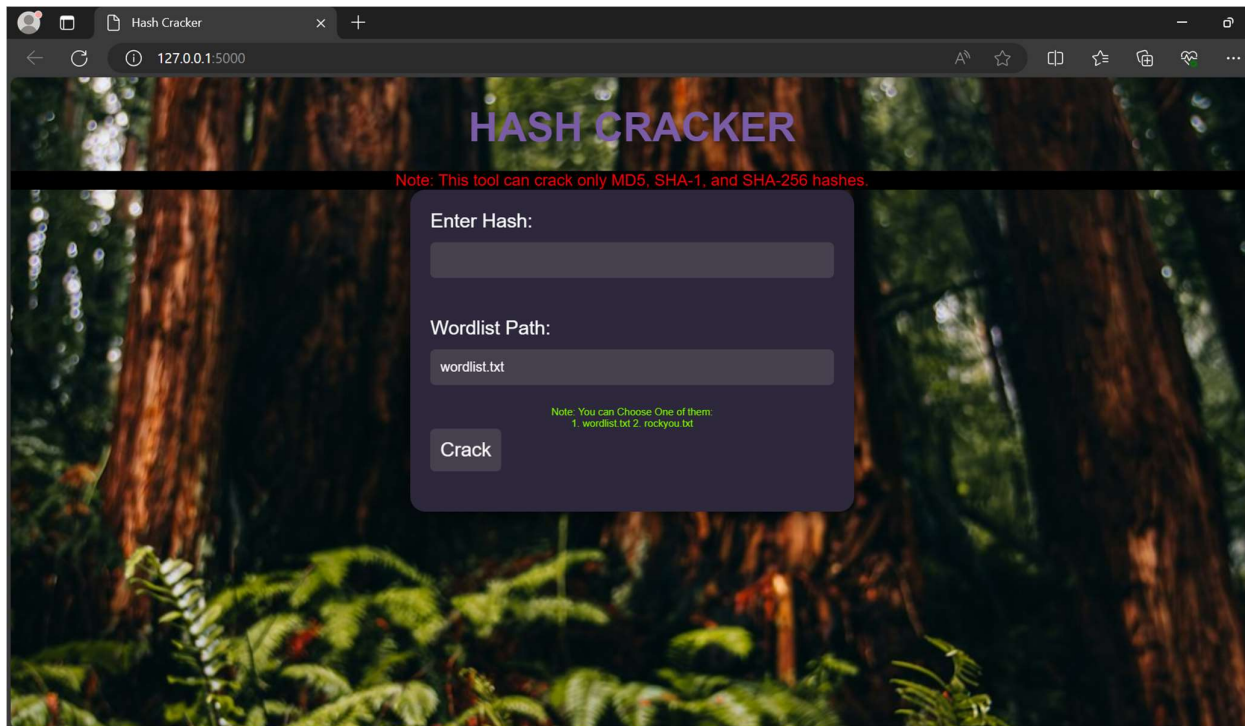 Hash Cracker
127.0.0.1:5000
HASH CRACKER
Note: This tool can crack only MD5, SHA-1, and SHA-256 hashes.
Enter Hash:
Wordlist Path:
wordlist.txt
Note: You can Choose One of them:
1. wordlist.txt 2. rockyou.txt
Crack